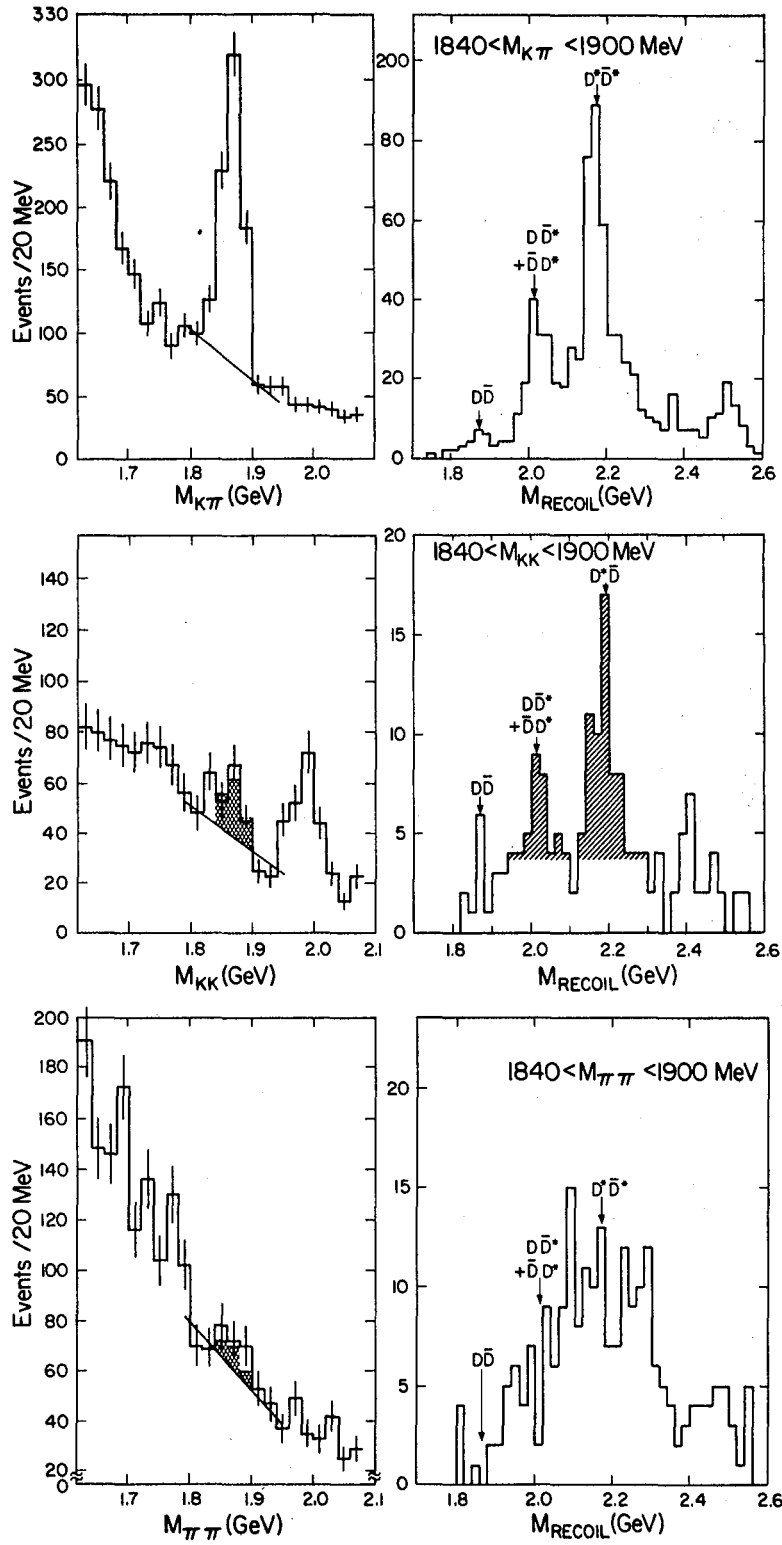 330
300
250
200
150
100
50
0
Events/20 MeV
1.7 1.8 1.9 2.0
M_Kπ (GeV)
1840<M_Kπ<1900 MeV
200
80
60
40
20
0
D*D̄*
DD̄*
+D̄D*
DD̄
1.8 2.0 2.2 2.4 2.6
M_RECOIL (GeV)
140
120
100
80
60
40
20
0
Events/20 MeV
1.7 1.8 1.9 2.0 2.1
M_KK (GeV)
20
15
10
5
0
1840<M_KK<1900 MeV
D*D̄
DD̄*
+D̄D*
DD̄
1.8 2.0 2.2 2.4 2.6
M_RECOIL (GeV)
200
180
160
140
120
100
80
60
40
20
0
Events/20 MeV
1.7 1.8 1.9 2.0 2.1
M_ππ (GeV)
20
15
10
5
0
1840<M_ππ<1900 MeV
D*D̄*
DD̄*
+D̄D*
DD̄
1.8 2.0 2.2 2.4 2.6
M_RECOIL (GeV)